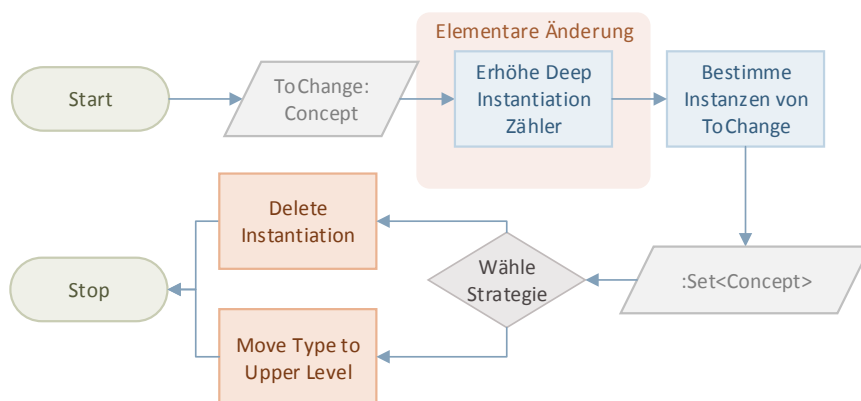 Elementare Änderung
Start
ToChange:
Concept
Erhöhe Deep
Instantiation
Zähler
Bestimme
Instanzen von
ToChange
:Set<Concept>
Wähle
Strategie
Delete
Instantiation
Move Type to
Upper Level
Stop